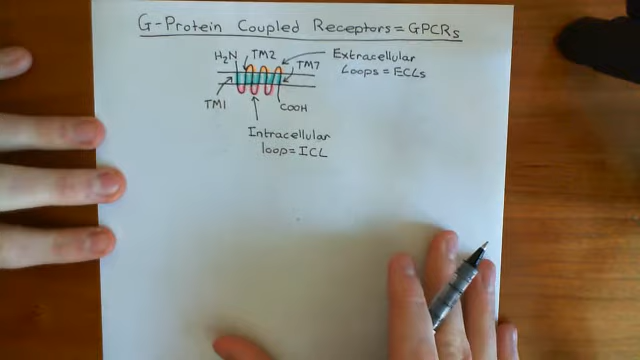 G-Protein Coupled Receptors = GPCRs
H₂N
TM2
Extracellular
Loops = ECLs
TM7
TM1
COOH
Intracellular
loop = ICL